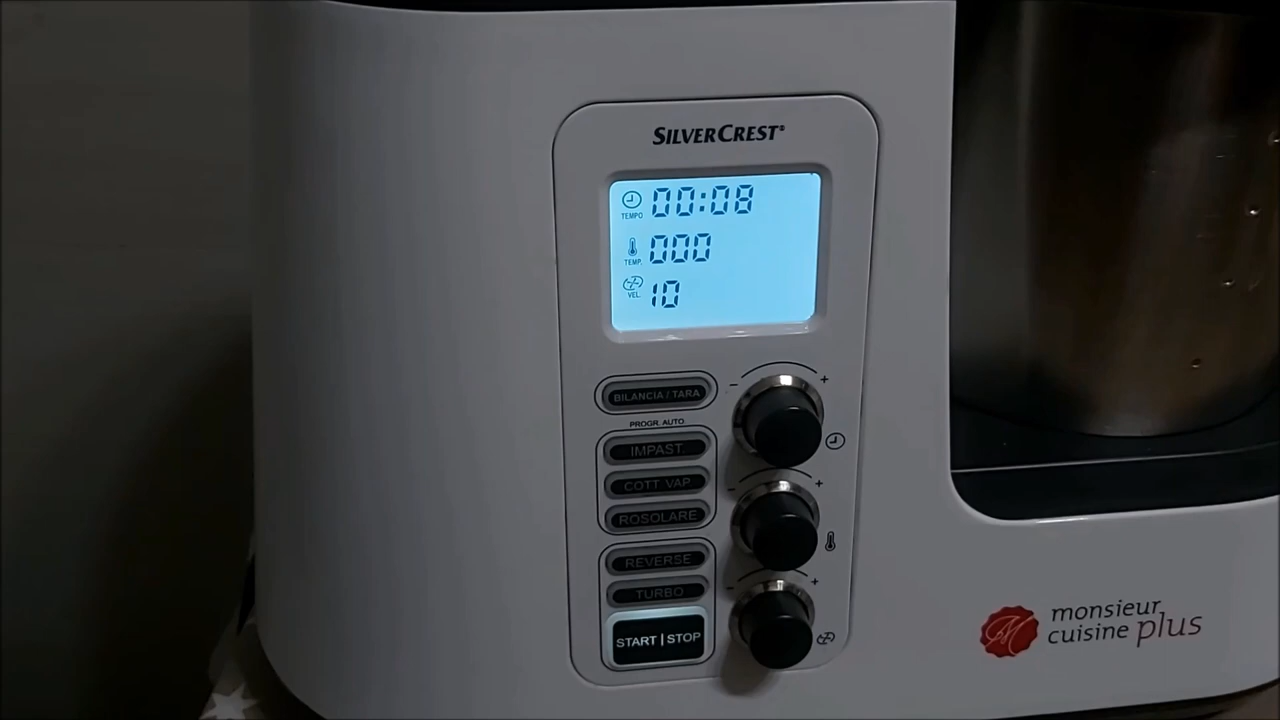 SILVERCREST®
TEMPO 00:08
TEMP. 000
VEL. 10
BILANCIA / TARA
PROGR. AUTO
IMPAST.
COTT VAP
ROSOLARE
REVERSE
TURBO
START | STOP
- +
- +
- +
M monsieur
cuisine plus